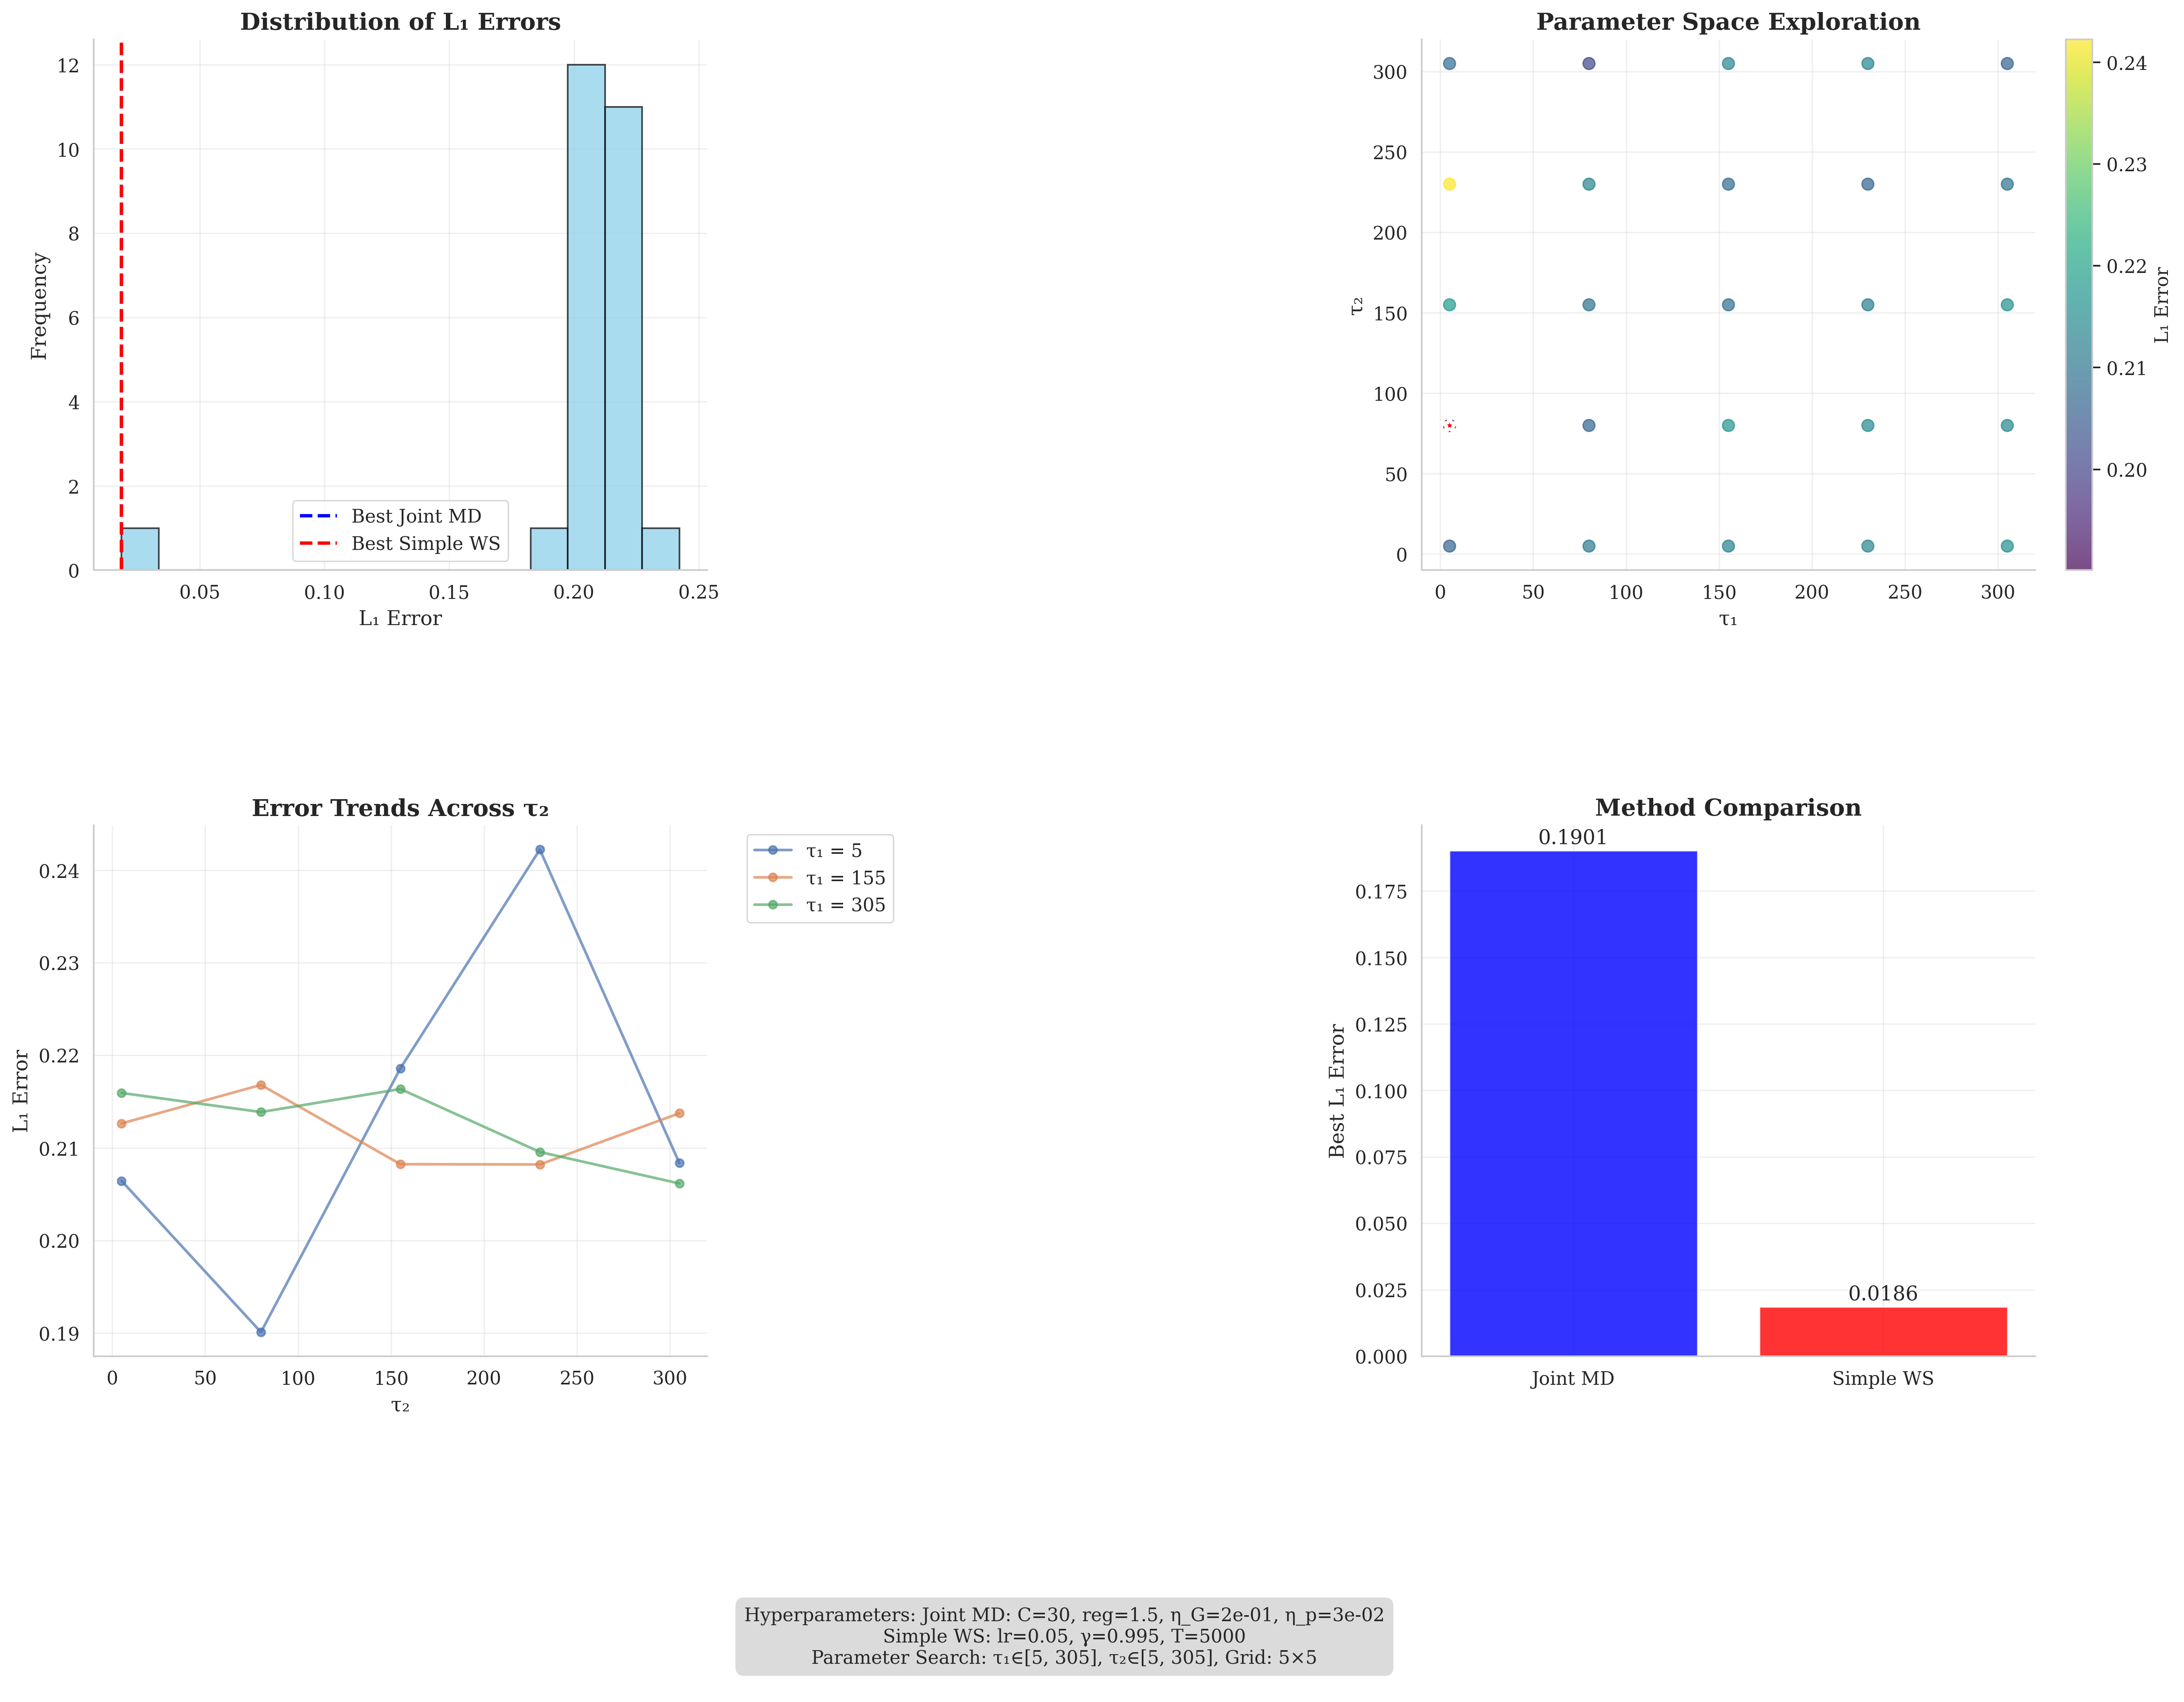 Distribution of L₁ Errors
12
10
8
6
4
2
0
Frequency
0.05
0.10
0.15
0.20
0.25
L₁ Error
Best Joint MD
Best Simple WS
Parameter Space Exploration
300
250
200
150
100
50
0
τ₂
0
50
100
150
200
250
300
τ₁
0.24
0.23
0.22
0.21
0.20
L₁ Error
Error Trends Across τ₂
0.24
0.23
0.22
0.21
0.20
0.19
L₁ Error
0
50
100
150
200
250
300
τ₂
τ₁ = 5
τ₁ = 155
τ₁ = 305
Method Comparison
0.1901
0.0186
0.175
0.150
0.125
0.100
0.075
0.050
0.025
0.000
Best L₁ Error
Joint MD
Simple WS
Hyperparameters: Joint MD: C=30, reg=1.5, η_G=2e-01, η_p=3e-02
Simple WS: lr=0.05, γ=0.995, T=5000
Parameter Search: τ₁∈[5, 305], τ₂∈[5, 305], Grid: 5×5